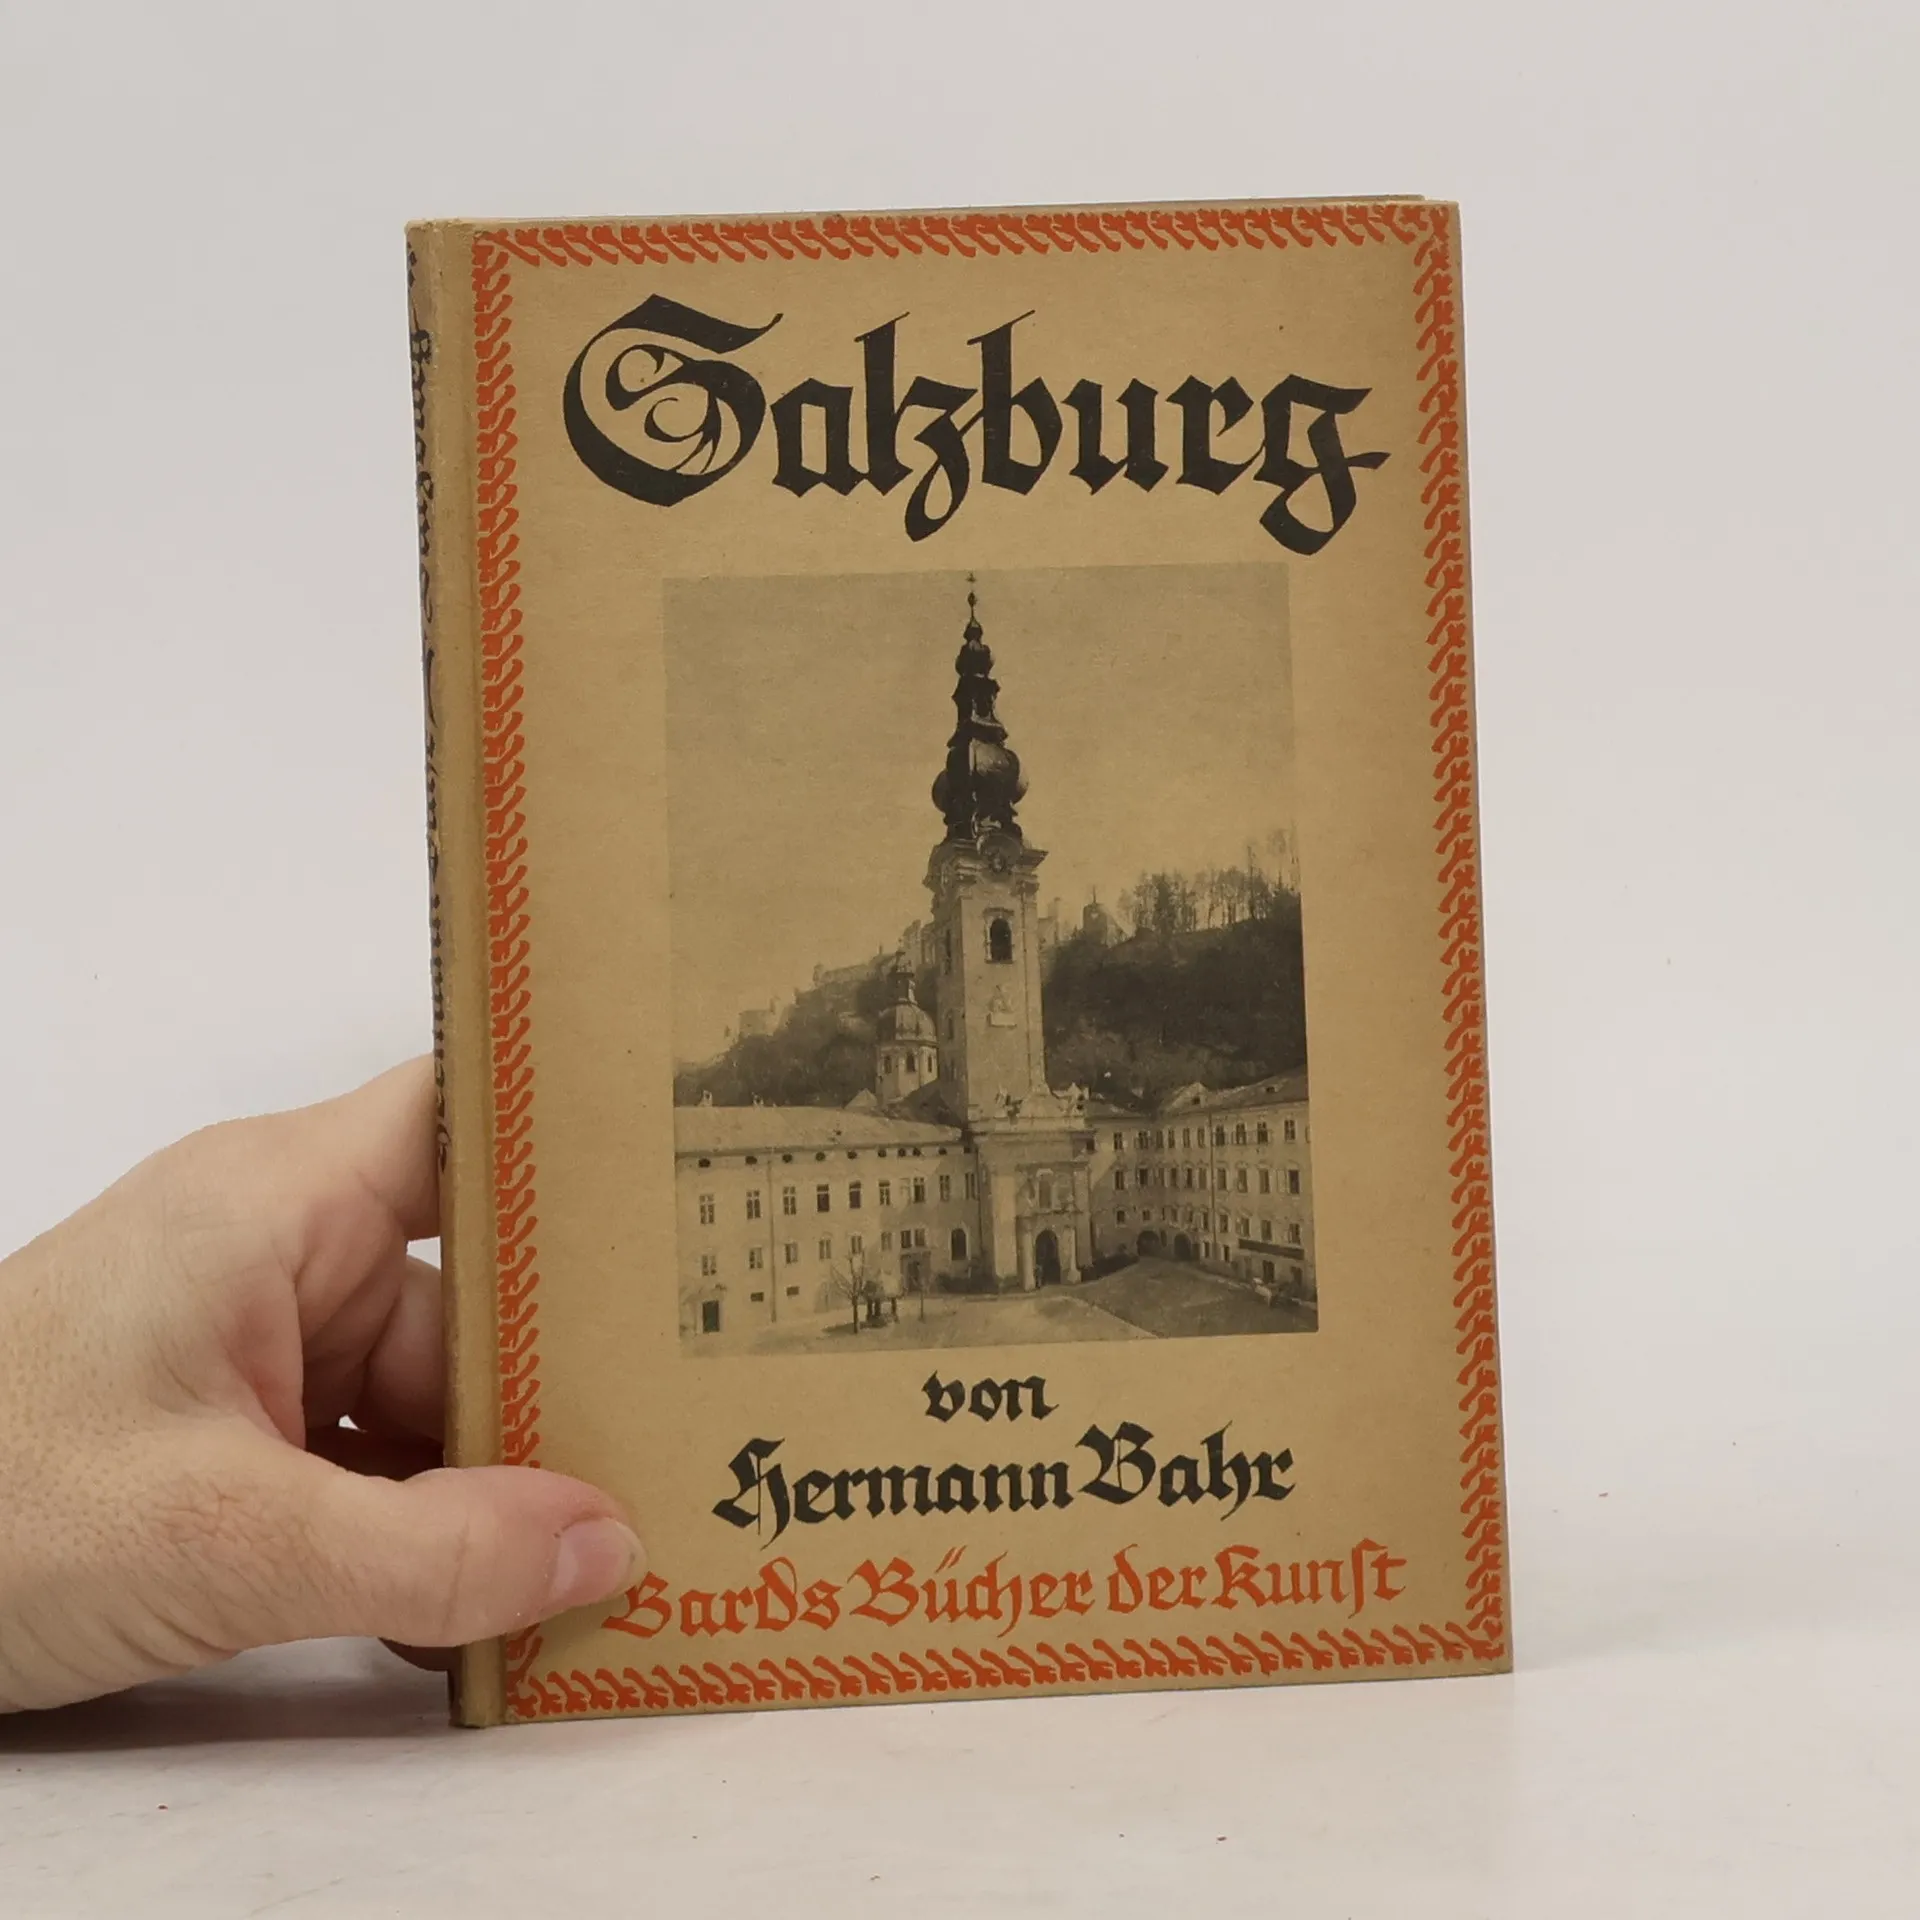 Salzburg
von
Hermann Bahr
Bards Bücher der Kunst